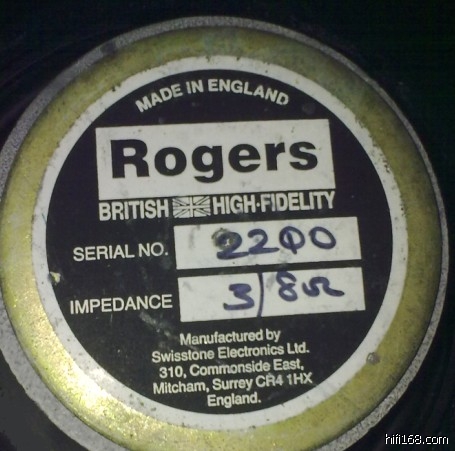 MADE IN ENGLAND
Rogers
BRITISH HIGH-FIDELITY
SERIAL NO. 2200
IMPEDANCE 3/8Ω
Manufactured by
Swisstone Electronics Ltd.
310, Commonside East,
Mitcham, Surrey CR4 1HX
England.
hifi168.com